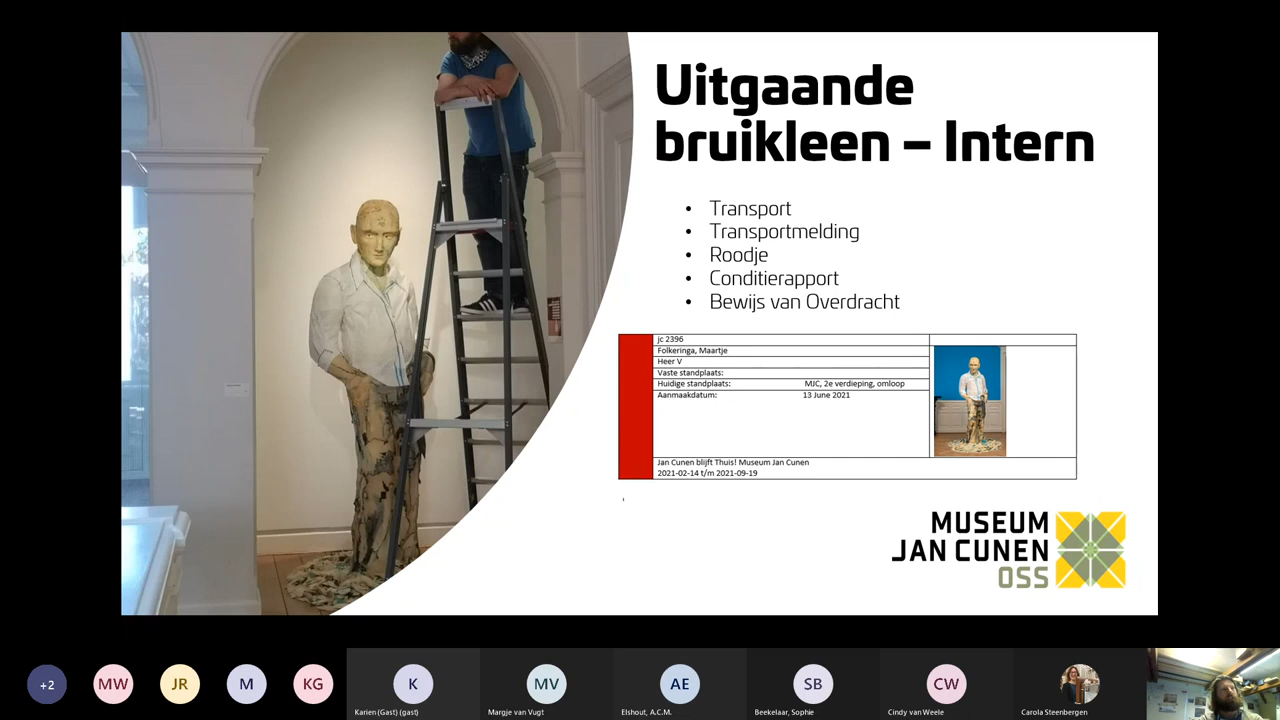 Uitgaande
bruikleen – Intern
• Transport
• Transportmelding
• Roodje
• Conditierapport
• Bewijs van Overdracht
jc 2396
Folkeringa, Maartje
Heer V
Vaste standplaats:
Huidige standplaats: MJC, 2e verdieping, omloop
Aanmaakdatum: 13 June 2021
Jan Cunen blijft Thuis! Museum Jan Cunen
2021-02-14 t/m 2021-09-19
MUSEUM
JAN CUNEN
OSS
+2
MW
JR
M
KG
K
MV
AE
SB
CW
Karien (Gast) (gast)
Margje van Vugt
Elshout, A.C.M.
Beekelaar, Sophie
Cindy van Weele
Carola Steenbergen